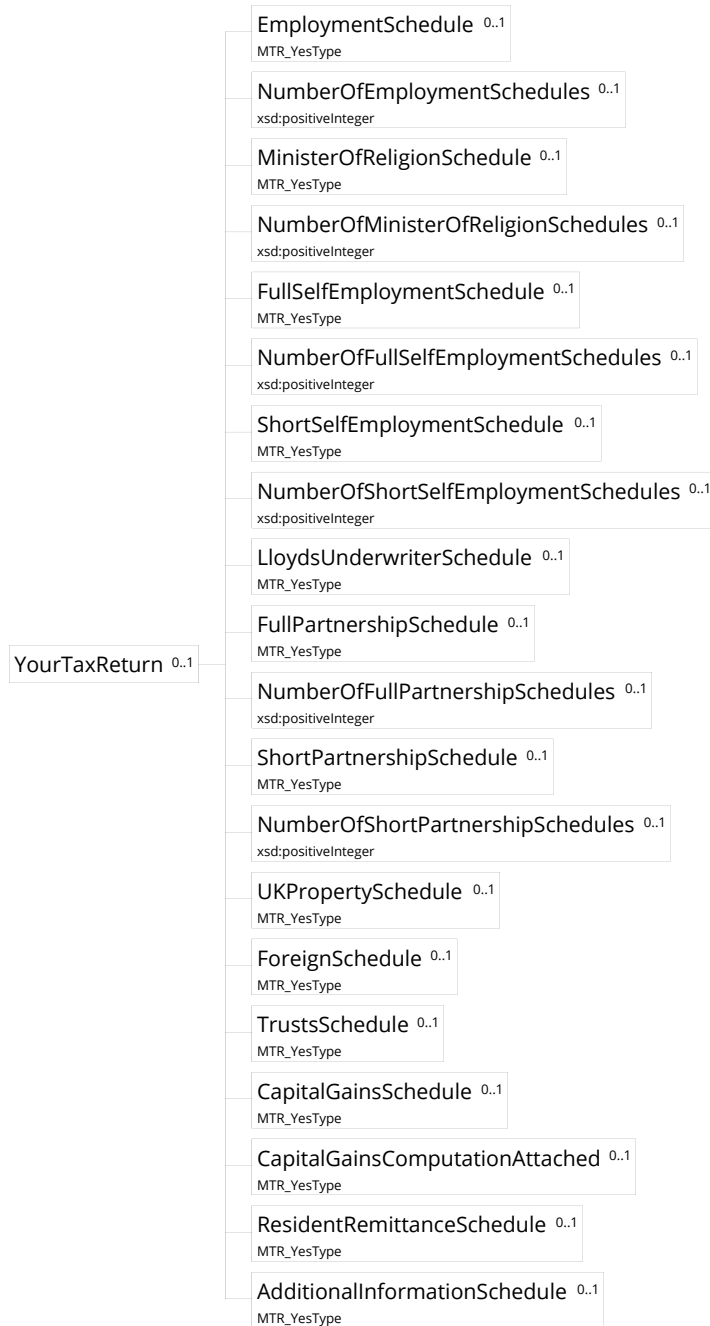 EmploymentSchedule 0..1
MTR_YesType
NumberOfEmploymentSchedules 0..1
xsd:positiveInteger
MinisterOfReligionSchedule 0..1
MTR_YesType
NumberOfMinisterOfReligionSchedules 0..1
xsd:positiveInteger
FullSelfEmploymentSchedule 0..1
MTR_YesType
NumberOfFullSelfEmploymentSchedules 0..1
xsd:positiveInteger
ShortSelfEmploymentSchedule 0..1
MTR_YesType
NumberOfShortSelfEmploymentSchedules 0..1
xsd:positiveInteger
LloydsUnderwriterSchedule 0..1
MTR_YesType
FullPartnershipSchedule 0..1
MTR_YesType
YourTaxReturn 0..1
NumberOfFullPartnershipSchedules 0..1
xsd:positiveInteger
ShortPartnershipSchedule 0..1
MTR_YesType
NumberOfShortPartnershipSchedules 0..1
xsd:positiveInteger
UKPropertySchedule 0..1
MTR_YesType
ForeignSchedule 0..1
MTR_YesType
TrustsSchedule 0..1
MTR_YesType
CapitalGainsSchedule 0..1
MTR_YesType
CapitalGainsComputationAttached 0..1
MTR_YesType
ResidentRemittanceSchedule 0..1
MTR_YesType
AdditionalInformationSchedule 0..1
MTR_YesType